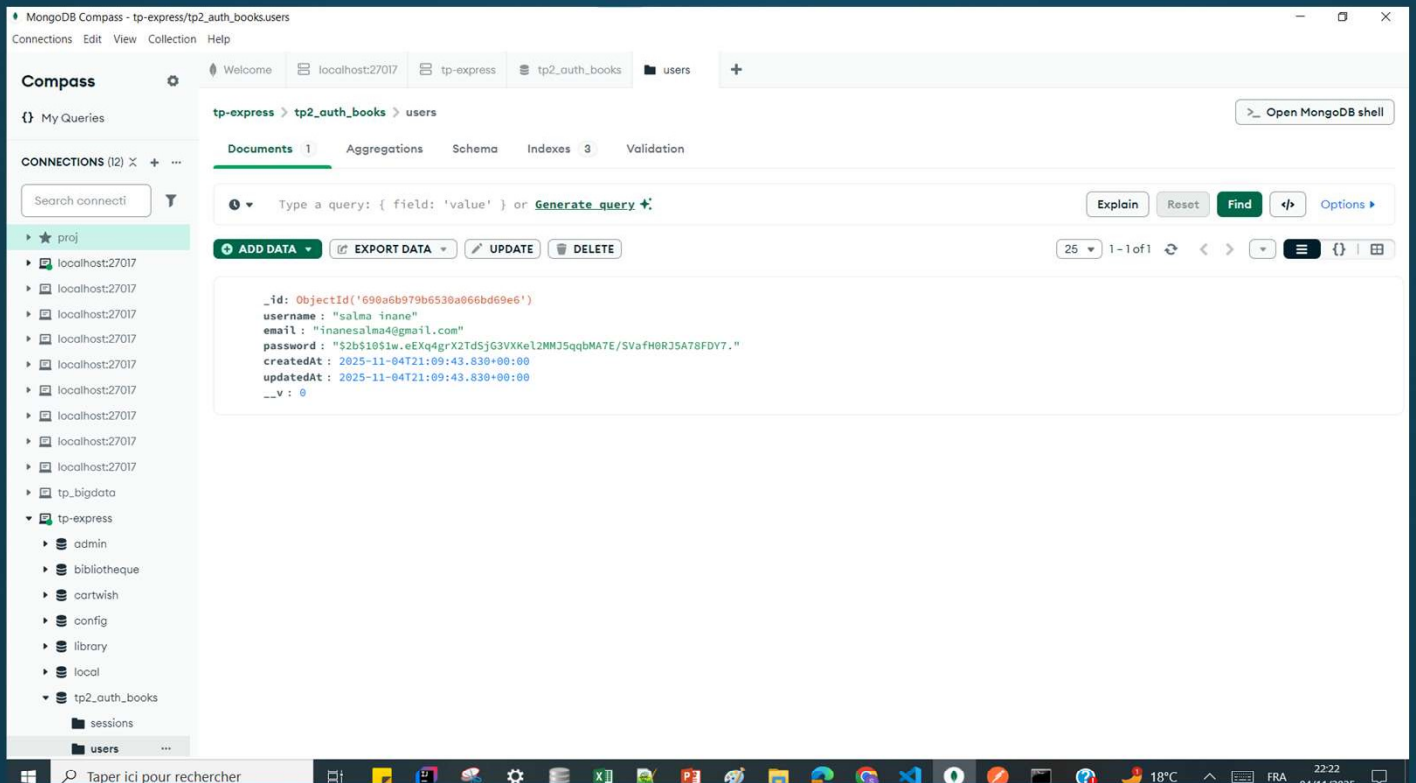 MongoDB Compass - tp-express/tp2_auth_books.users
Connections Edit View Collection Help
Compass
Welcome localhost:27017 tp-express tp2_auth_books users
My Queries
tp-express > tp2_auth_books > users
>_ Open MongoDB shell
Documents 1 Aggregations Schema Indexes 3 Validation
CONNECTIONS (12)
Search connecti
Type a query: { field: 'value' } or Generate query
Explain Reset Find </> Options
proj
ADD DATA EXPORT DATA UPDATE DELETE
25 1-1 of 1 {}
localhost:27017
localhost:27017
localhost:27017
localhost:27017
localhost:27017
localhost:27017
localhost:27017
localhost:27017
localhost:27017
tp_bigdata
tp-express
admin
bibliotheque
cartwish
config
library
local
tp2_auth_books
sessions
users
_id: ObjectId('690a6b979b6530a066bd69e6')
username : "salma inane"
email : "inanesalma4@gmail.com"
password : "$2b$10$1w.eEXq4grX2TdSjG3VXKel2MMJ5qqbMA7E/SVafH0RJ5A78FDY7."
createdAt : 2025-11-04T21:09:43.830+00:00
updatedAt : 2025-11-04T21:09:43.830+00:00
__v : 0
Taper ici pour rechercher
18°C
FRA
22:22